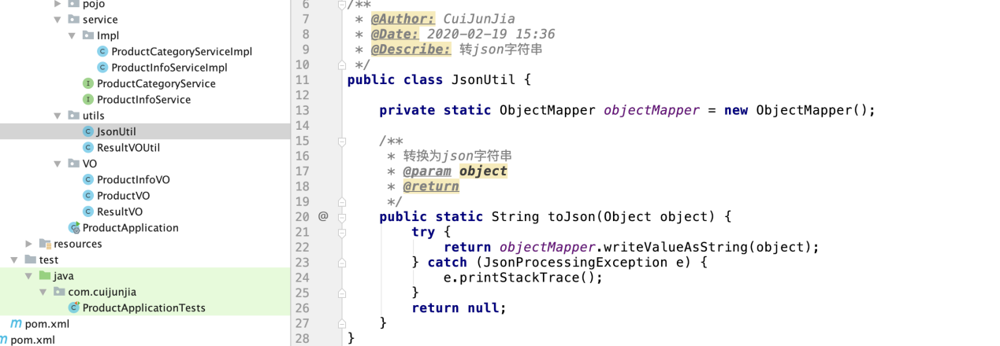 pojo
service
Impl
ProductCategoryServiceImpl
ProductInfoServiceImpl
ProductCategoryService
ProductInfoService
utils
JsonUtil
ResultVOUtil
VO
ProductInfoVO
ProductVO
ResultVO
ProductApplication
resources
test
java
com.cuijunjia
ProductApplicationTests
pom.xml
pom.xml
6 /**
7 * @Author: CuiJunJia
8 * @Date: 2020-02-19 15:36
9 * @Describe: 转json字符串
10 */
11 public class JsonUtil {
12
13 private static ObjectMapper objectMapper = new ObjectMapper();
14
15 /**
16 * 转换为json字符串
17 * @param object
18 * @return
19 */
20 @ public static String toJson(Object object) {
21 try {
22 return objectMapper.writeValueAsString(object);
23 } catch (JsonProcessingException e) {
24 e.printStackTrace();
25 }
26 return null;
27 }
28 }